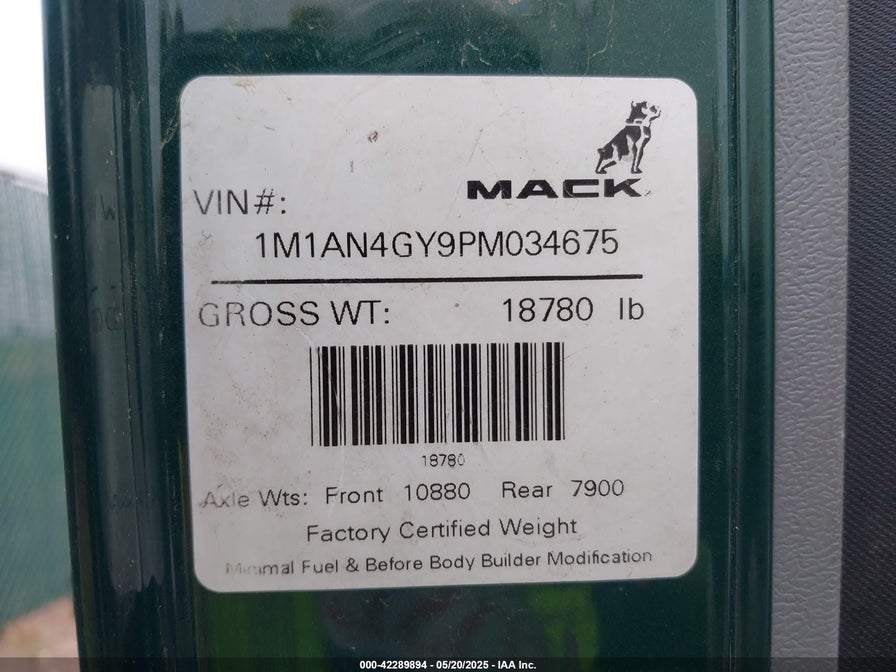 MACK
VIN#:
1M1AN4GY9PM034675
GROSS WT: 18780 lb
18780
Axle Wts: Front 10880 Rear 7900
Factory Certified Weight
Minimal Fuel & Before Body Builder Modification
000-42289894 - 05/20/2025 - IAA Inc.